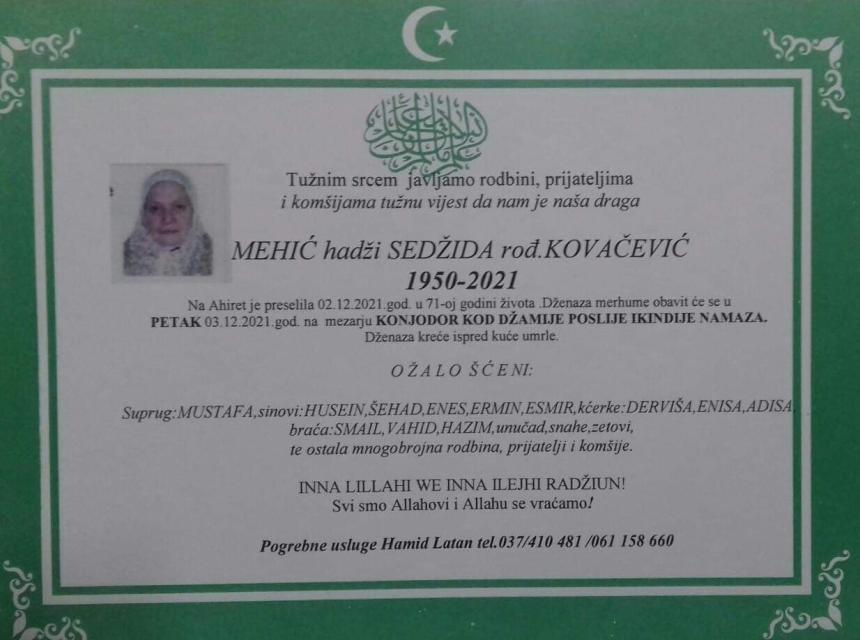 Tužnim srcem javljamo rodbini, prijateljima
i komšijama tužnu vijest da nam je naša draga
MEHIĆ hadži SEDŽIDA rođ.KOVAČEVIĆ
1950-2021
Na Ahiret je preselila 02.12.2021.god. u 71-oj godini života .Dženaza merhume obavit će se u
PETAK 03.12.2021.god. na mezarju KONJODOR KOD DŽAMIJE POSLIJE IKINDIJE NAMAZA.
Dženaza kreće ispred kuće umrle.
O Ž A L O Š Ć E N I:
Suprug:MUSTAFA,sinovi:HUSEIN,ŠEHAD,ENES,ERMIN,ESMIR,kćerke:DERVIŠA,ENISA,ADISA,
braća:SMAIL,VAHID,HAZIM,unučad,snahe,zetovi,
te ostala mnogobrojna rodbina, prijatelji i komšije.
INNA LILLAHI WE INNA ILEJHI RADŽIUN!
Svi smo Allahovi i Allahu se vraćamo!
Pogrebne usluge Hamid Latan tel.037/410 481 /061 158 660